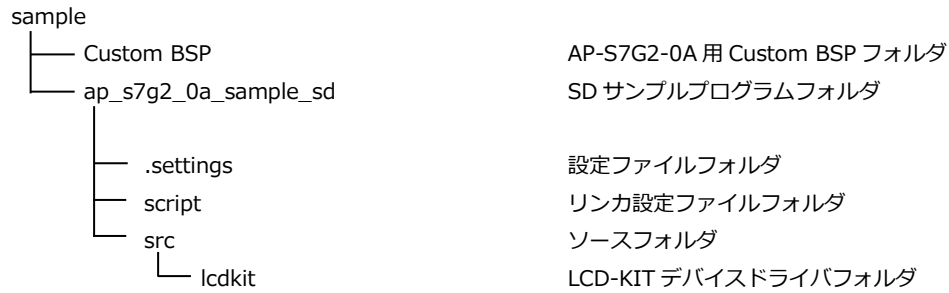 sample
Custom BSP AP-S7G2-0A 用 Custom BSP フォルダ
ap_s7g2_0a_sample_sd SD サンプルプログラムフォルダ
.settings 設定ファイルフォルダ
script リンカ設定ファイルフォルダ
src ソースフォルダ
lcdkit LCD-KIT デバイスドライバフォルダ